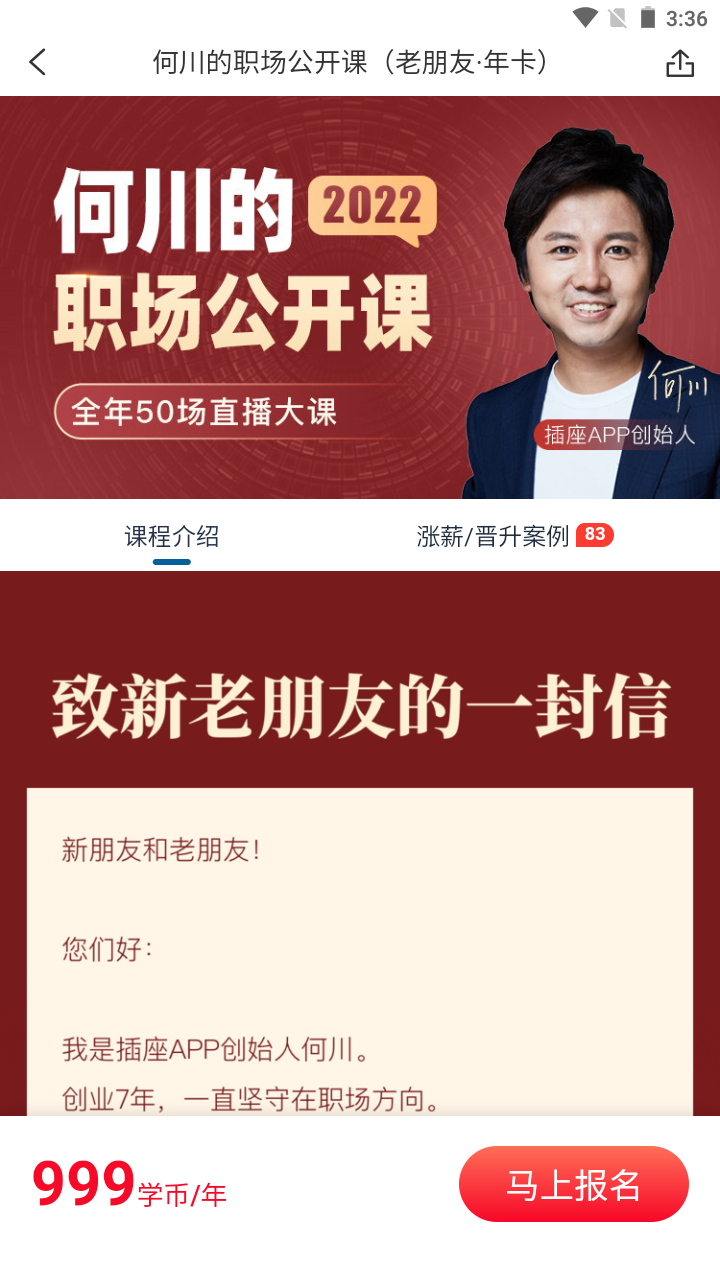 3:36
何川的职场公开课（老朋友·年卡）
何川的 2022
职场公开课
全年50场直播大课
何川
插座APP创始人
课程介绍
涨薪/晋升案例 83
致新老朋友的一封信
新朋友和老朋友！
您们好：
我是插座APP创始人何川。
创业7年，一直坚守在职场方向。
999学币/年
马上报名